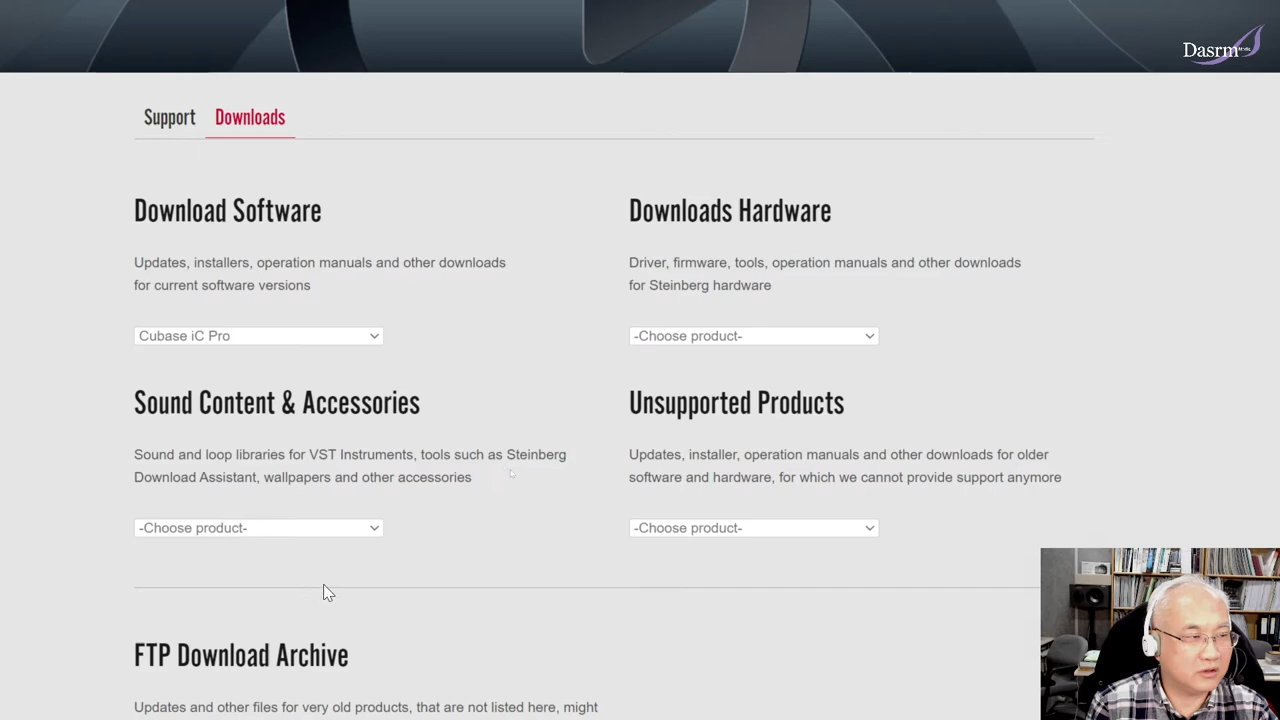 Dasrm
Support
Downloads
Download Software
Updates, installers, operation manuals and other downloads
for current software versions
Cubase iC Pro
Downloads Hardware
Driver, firmware, tools, operation manuals and other downloads
for Steinberg hardware
-Choose product-
Sound Content & Accessories
Sound and loop libraries for VST Instruments, tools such as Steinberg
Download Assistant, wallpapers and other accessories
-Choose product-
Unsupported Products
Updates, installer, operation manuals and other downloads for older
software and hardware, for which we cannot provide support anymore
-Choose product-
FTP Download Archive
Updates and other files for very old products, that are not listed here, might